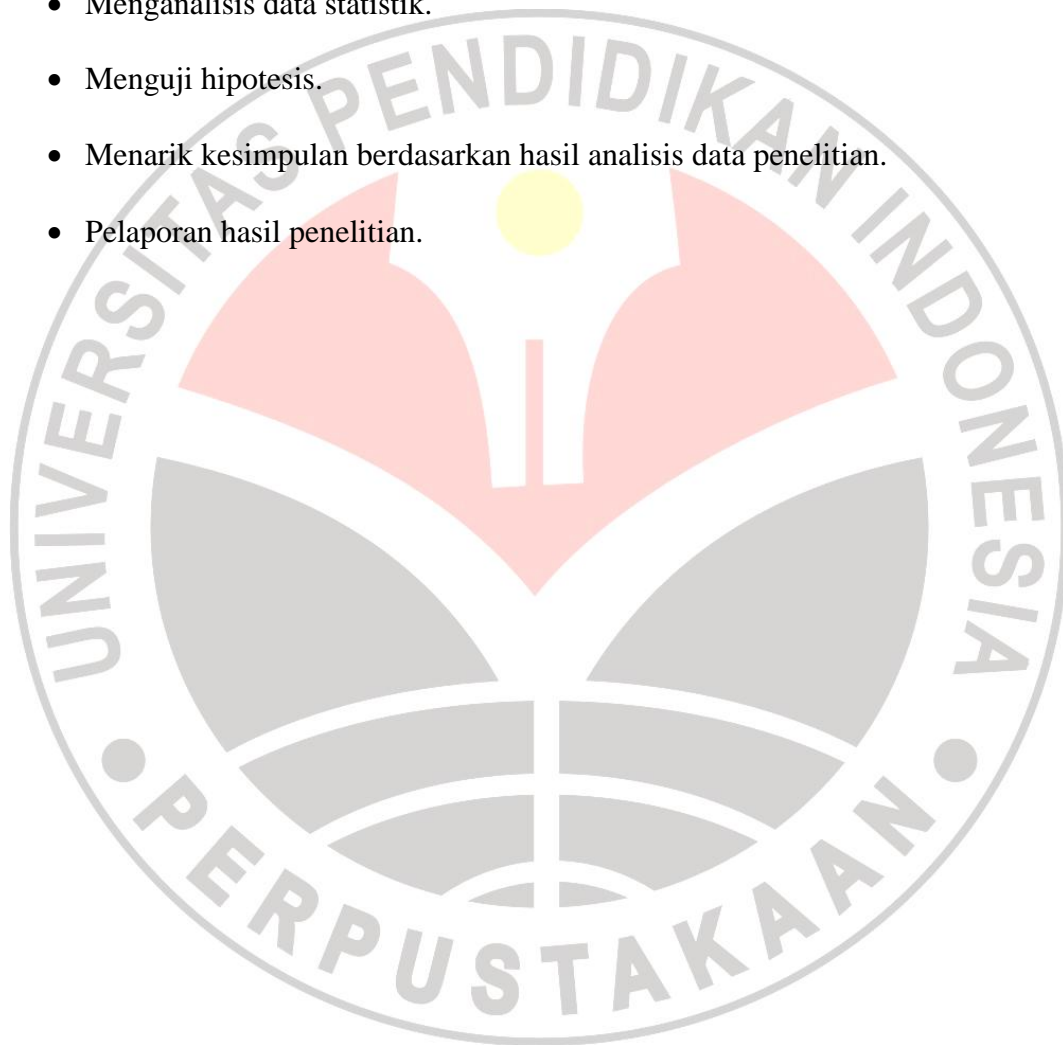 • Menganalisis data statistik.
• Menguji hipotesis.
• Menarik kesimpulan berdasarkan hasil analisis data penelitian.
• Pelaporan hasil penelitian.
UNIVERSITAS PENDIDIKAN INDONESIA
PERPUSTAKAAN